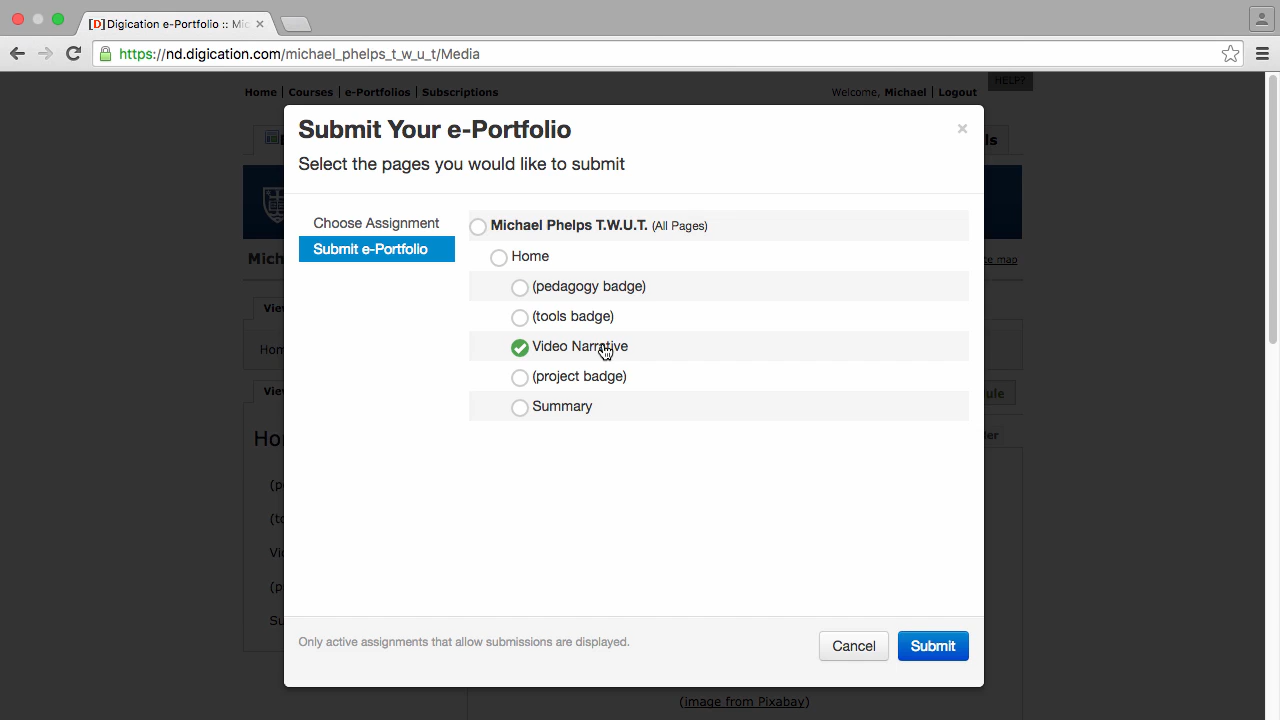 [D]Digication e-Portfolio :: Mic
https://nd.digication.com/michael_phelps_t_w_u_t/Media
HELP?
Home | Courses | e-Portfolios | Subscriptions
Welcome, Michael | Logout
Submit Your e-Portfolio
Select the pages you would like to submit
Choose Assignment
Submit e-Portfolio
Michael Phelps T.W.U.T. (All Pages)
Home
(pedagogy badge)
(tools badge)
Video Narrative
(project badge)
Summary
Only active assignments that allow submissions are displayed.
Cancel
Submit
(image from Pixabay)